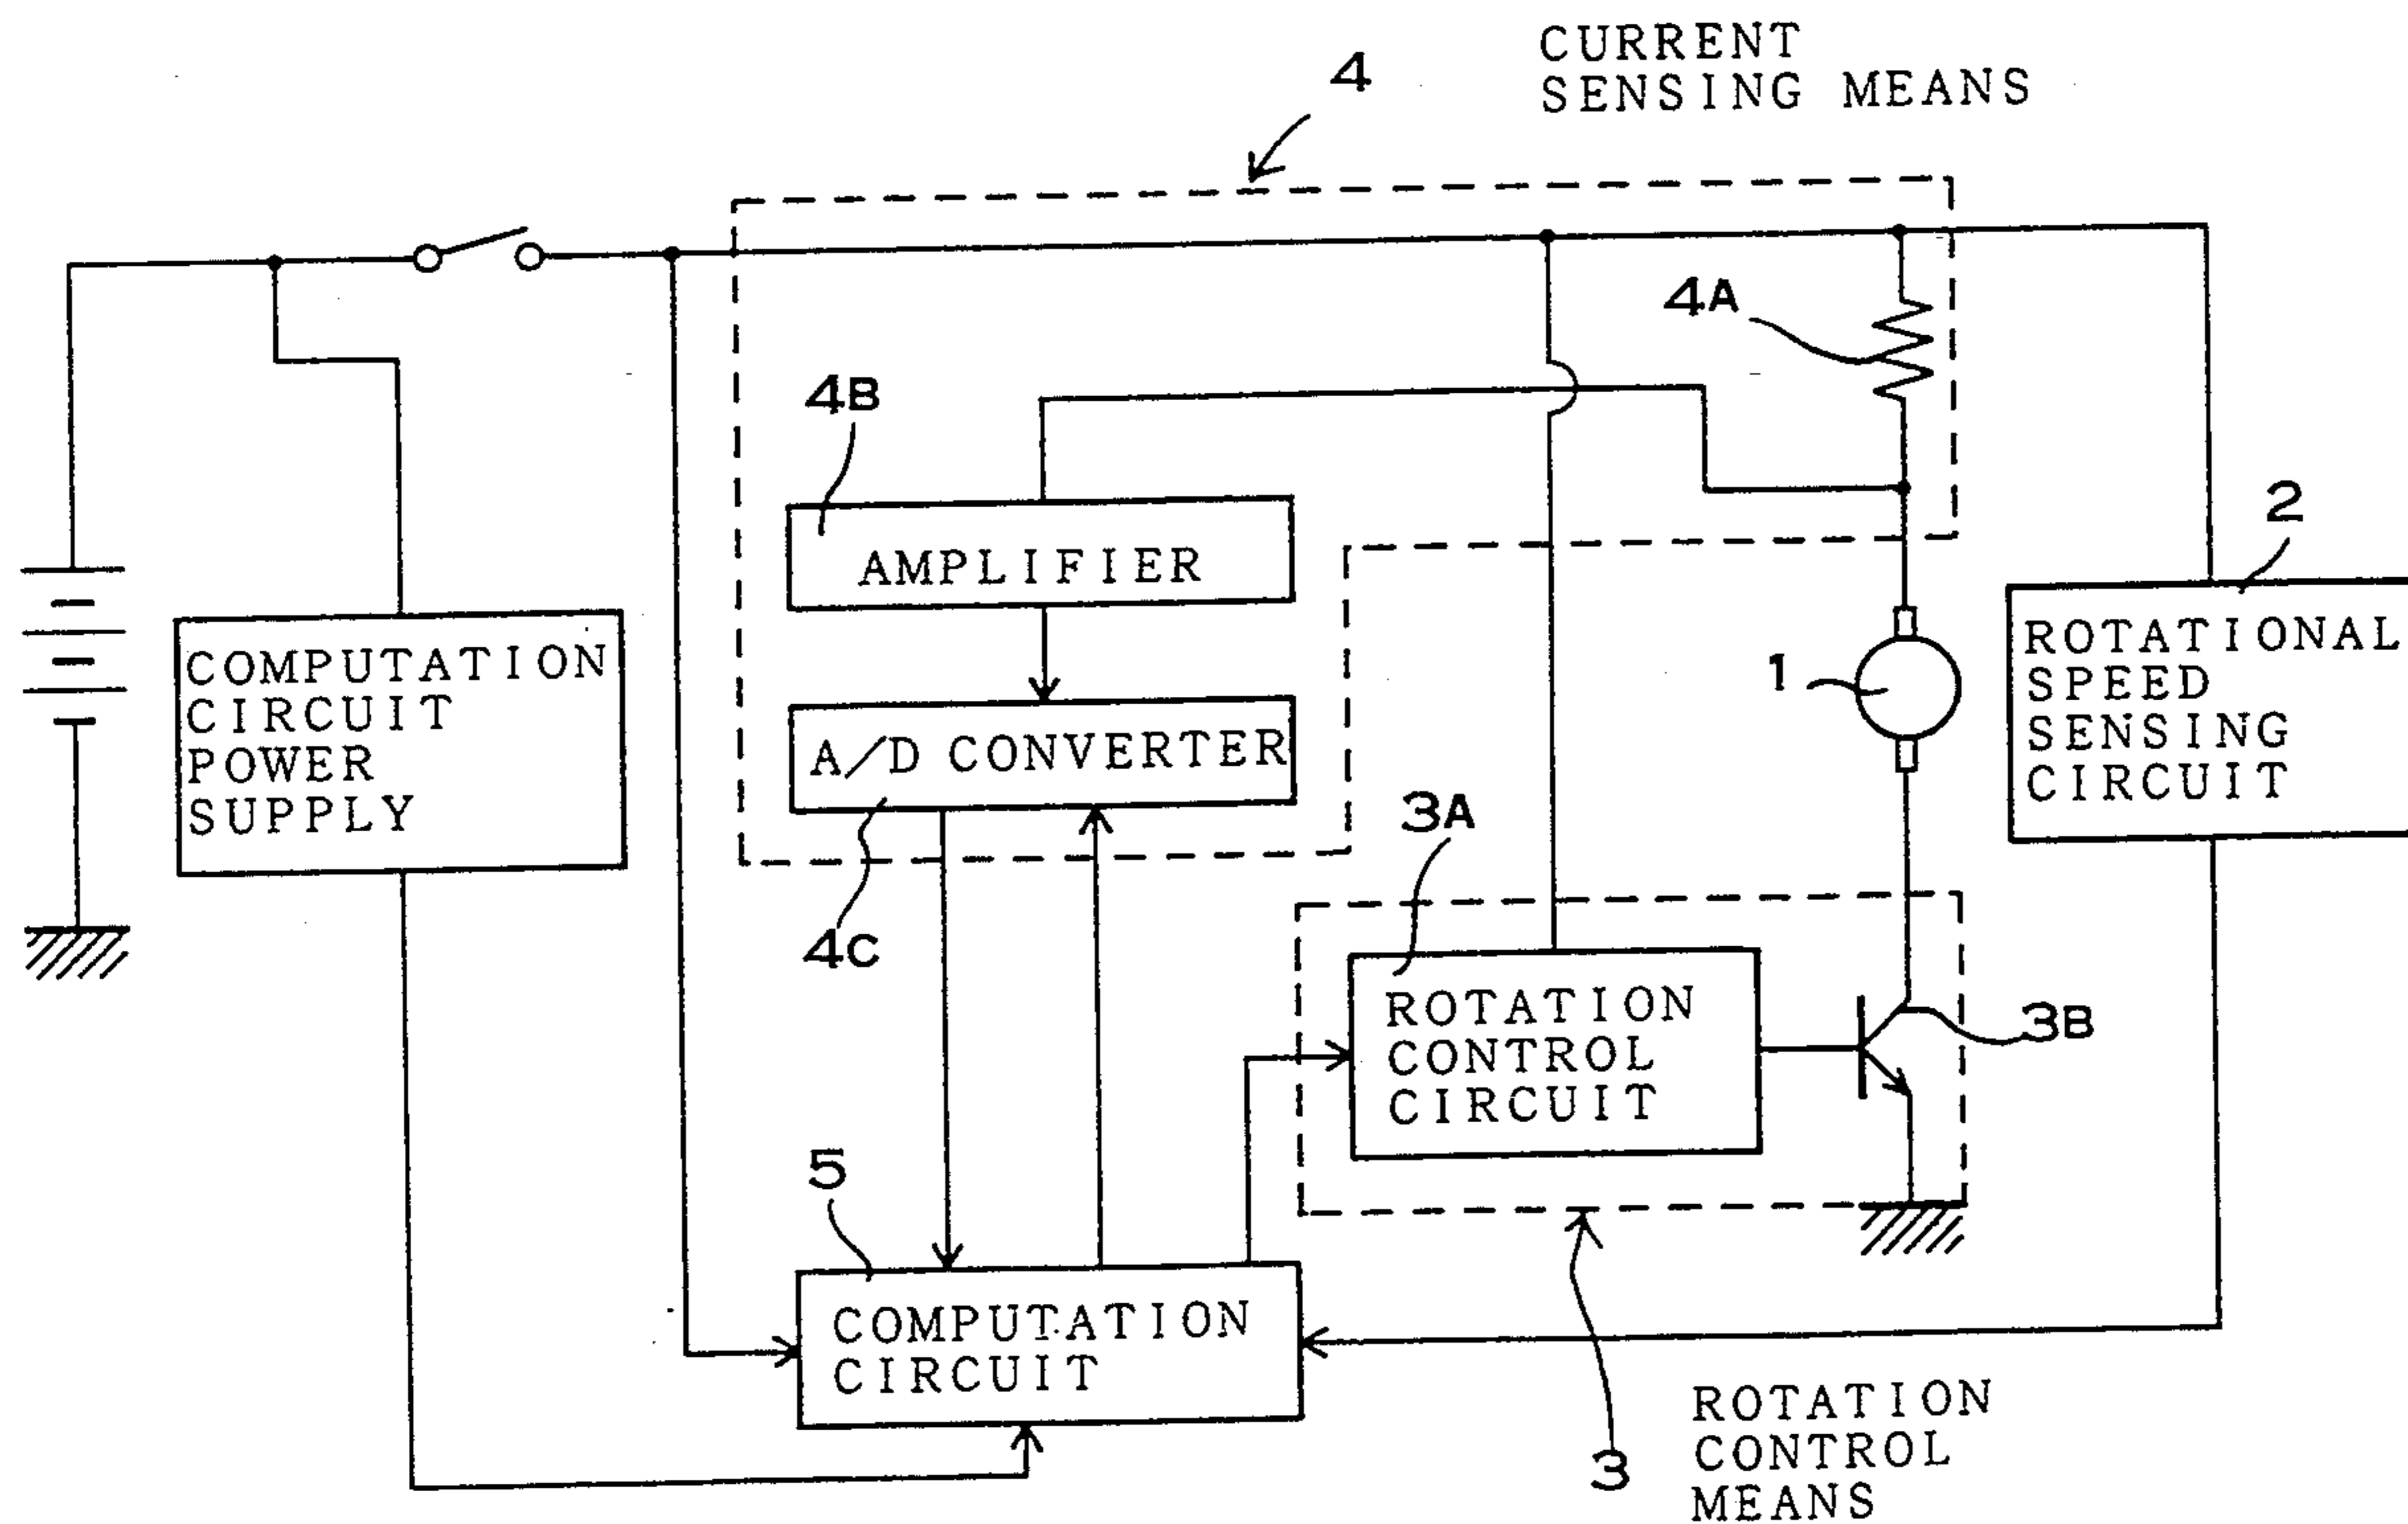 4
CURRENT
SENSING MEANS
4A
4B
2
AMPLIFIER
COMPUTATION
CIRCUIT
POWER
SUPPLY
ROTATIONAL
SPEED
SENSING
CIRCUIT
1
A/D CONVERTER
3A
4C
ROTATION
CONTROL
CIRCUIT
3B
5
COMPUTATION
CIRCUIT
3
ROTATION
CONTROL
MEANS